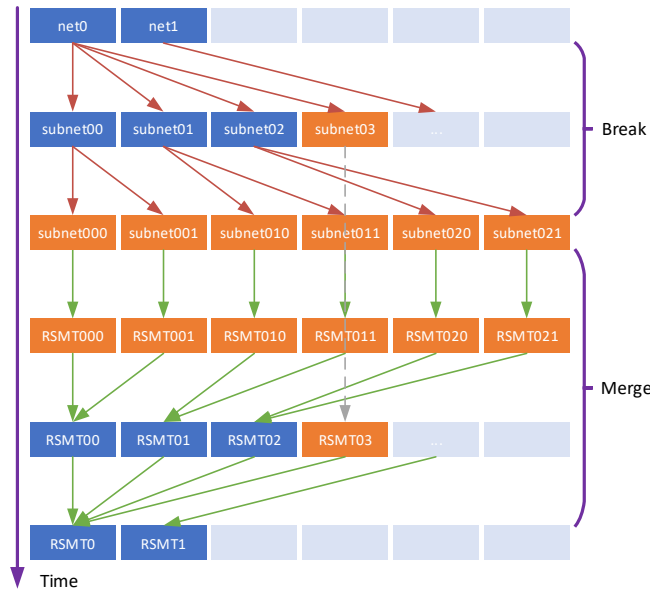 net0 net1
subnet00 subnet01 subnet02 subnet03 ...
Break
subnet000 subnet001 subnet010 subnet011 subnet020 subnet021
RSMT000 RSMT001 RSMT010 RSMT011 RSMT020 RSMT021
Merge
RSMT00 RSMT01 RSMT02 RSMT03 ...
RSMT0 RSMT1
Time